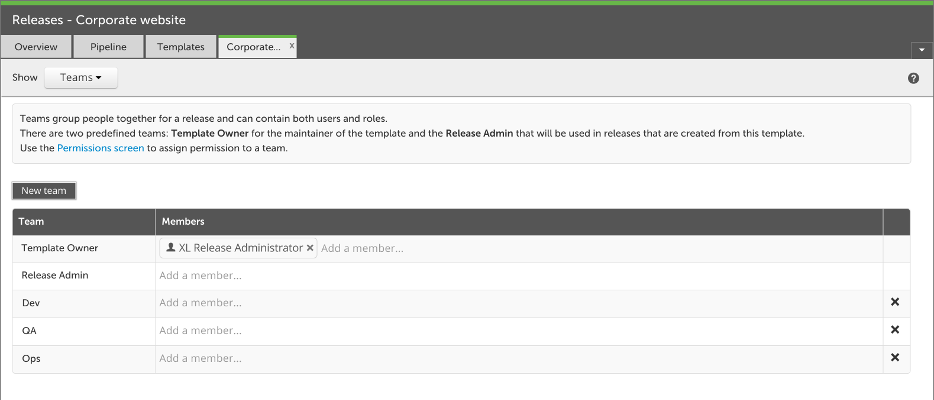 Releases - Corporate website
Overview Pipeline Templates Corporate... x
Show Teams
Teams group people together for a release and can contain both users and roles.
There are two predefined teams: Template Owner for the maintainer of the template and the Release Admin that will be used in releases that are created from this template.
Use the Permissions screen to assign permission to a team.
New team
Team Members
Template Owner XL Release Administrator Add a member...
Release Admin Add a member...
Dev Add a member...
QA Add a member...
Ops Add a member...